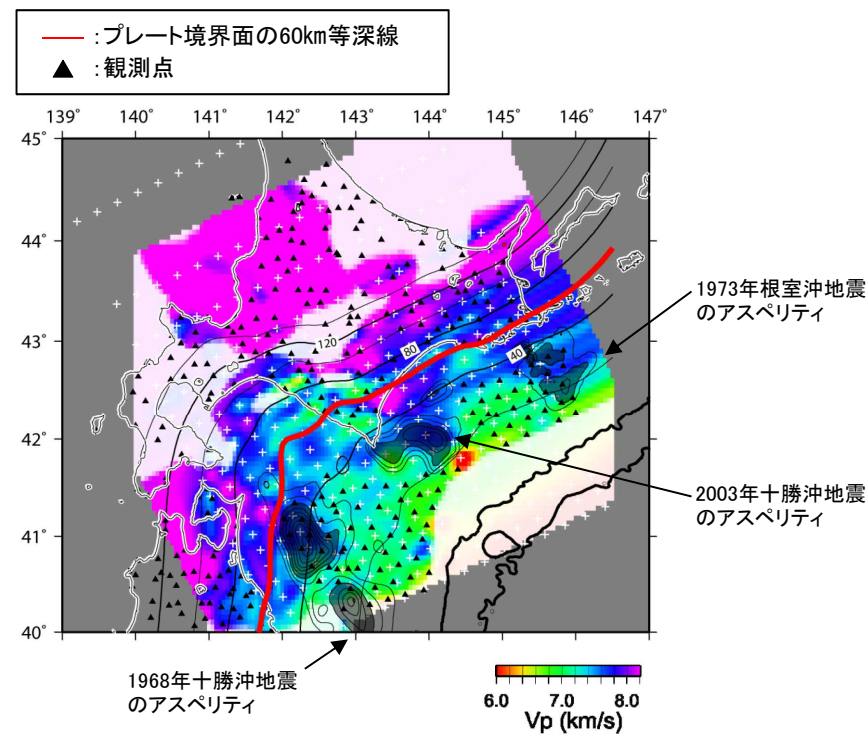 ：プレート境界面の60km等深線
▲：観測点
139° 140° 141° 142° 143° 144° 145° 146° 147°
45°
44°
43°
42°
41°
40°
120
80
40
1973年根室沖地震
のアスペリティ
2003年十勝沖地震
のアスペリティ
1968年十勝沖地震
のアスペリティ
6.0 7.0 8.0
Vp (km/s)